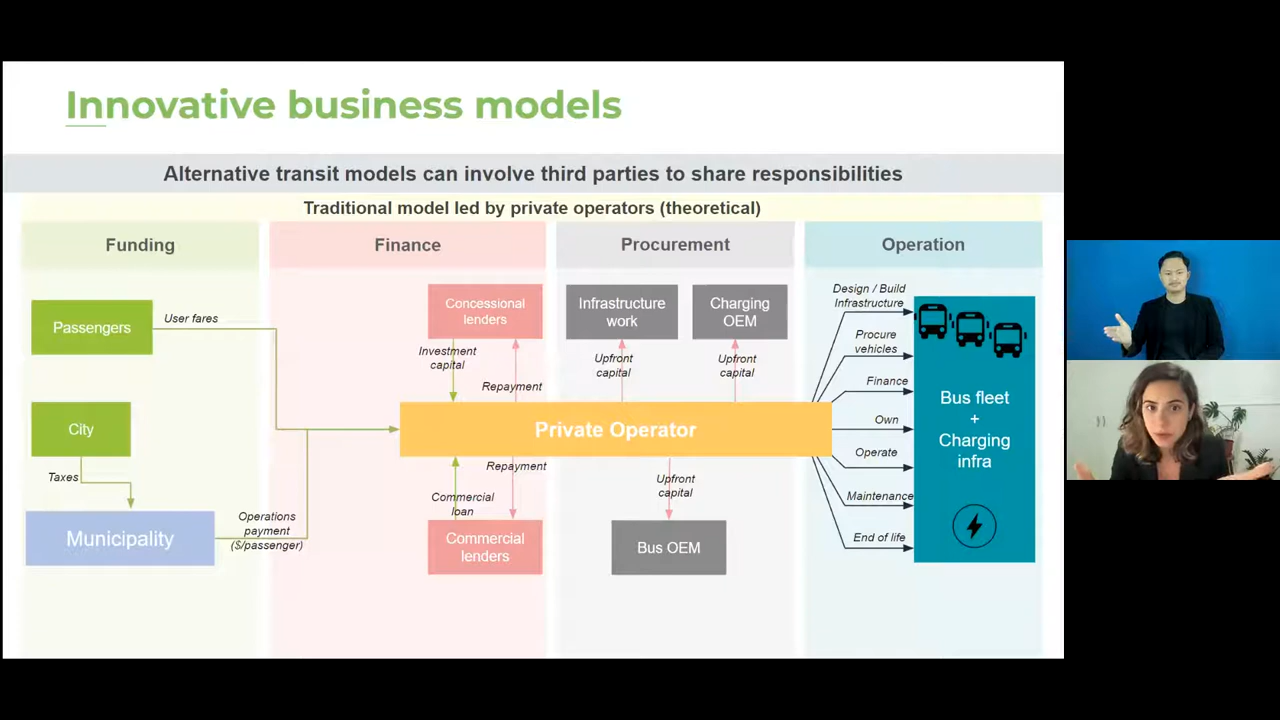 Innovative business models
Alternative transit models can involve third parties to share responsibilities
Traditional model led by private operators (theoretical)
Funding
Finance
Procurement
Operation
Passengers
User fares
City
Taxes
Municipality
Operations
payment
($/passenger)
Concessional
lenders
Investment
capital
Repayment
Private Operator
Repayment
Commercial
loan
Commercial
lenders
Infrastructure
work
Charging
OEM
Upfront
capital
Upfront
capital
Upfront
capital
Bus OEM
Design / Build
Infrastructure
Procure
vehicles
Finance
Own
Operate
Maintenance
End of life
Bus fleet
+
Charging
infra